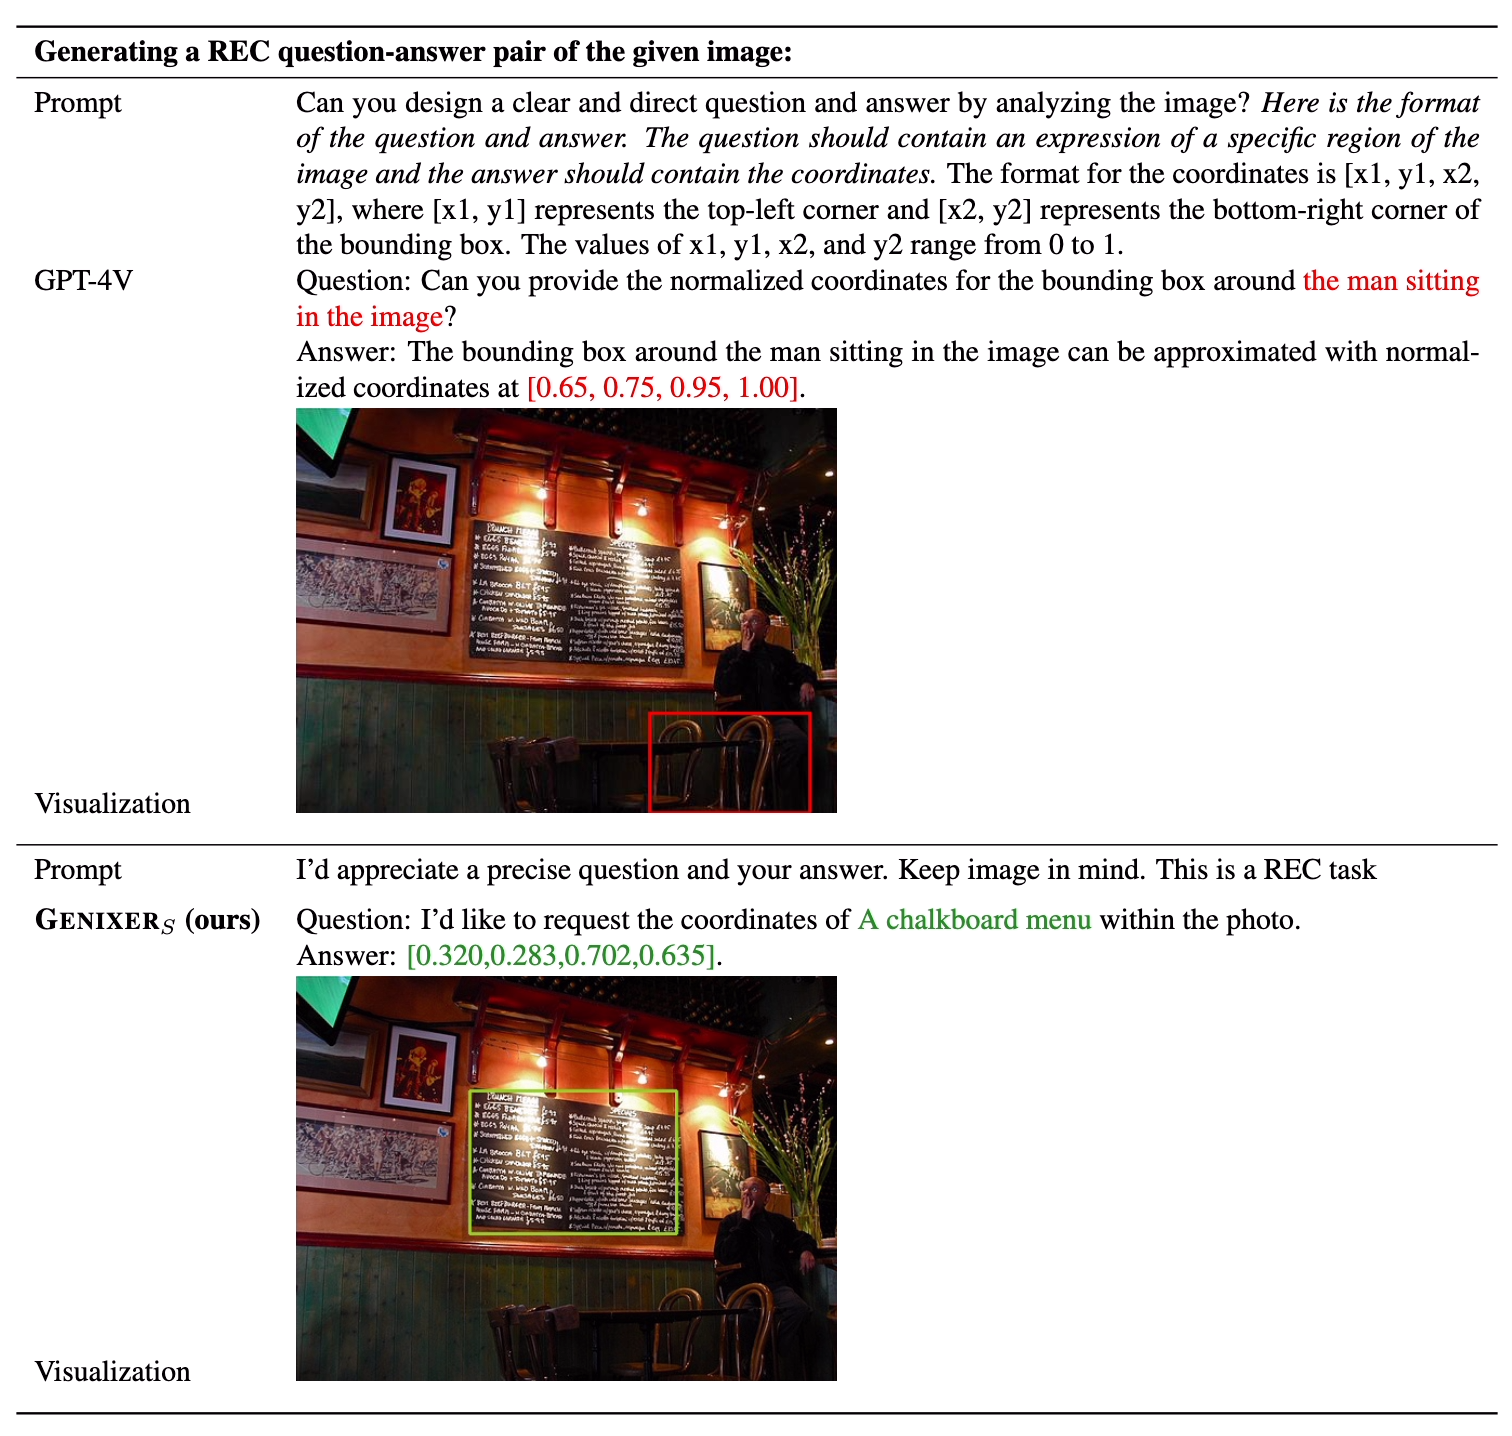 Generating a REC question-answer pair of the given image:
Prompt
Can you design a clear and direct question and answer by analyzing the image? Here is the format
of the question and answer. The question should contain an expression of a specific region of the
image and the answer should contain the coordinates. The format for the coordinates is [x1, y1, x2,
y2], where [x1, y1] represents the top-left corner and [x2, y2] represents the bottom-right corner of
the bounding box. The values of x1, y1, x2, and y2 range from 0 to 1.
GPT-4V
Question: Can you provide the normalized coordinates for the bounding box around the man sitting
in the image?
Answer: The bounding box around the man sitting in the image can be approximated with normal-
ized coordinates at [0.65, 0.75, 0.95, 1.00].
Visualization
Prompt
I'd appreciate a precise question and your answer. Keep image in mind. This is a REC task
GENIXERS (ours)
Question: I'd like to request the coordinates of A chalkboard menu within the photo.
Answer: [0.320,0.283,0.702,0.635].
Visualization